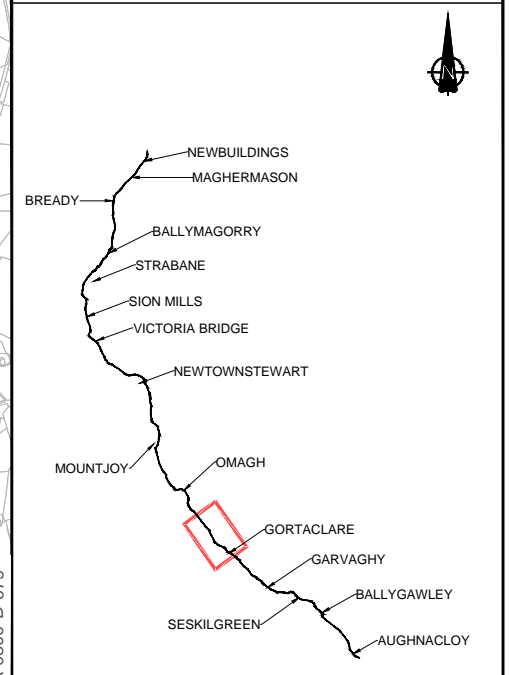 N
NEWBUILDINGS
MAGHERMASON
BREADY
BALLYMAGORRY
STRABANE
SION MILLS
VICTORIA BRIDGE
NEWTOWNSTEWART
MOUNTJOY
OMAGH
GORTACLARE
GARVAGHY
BALLYGAWLEY
SESKILGREEN
AUGHNACLOY